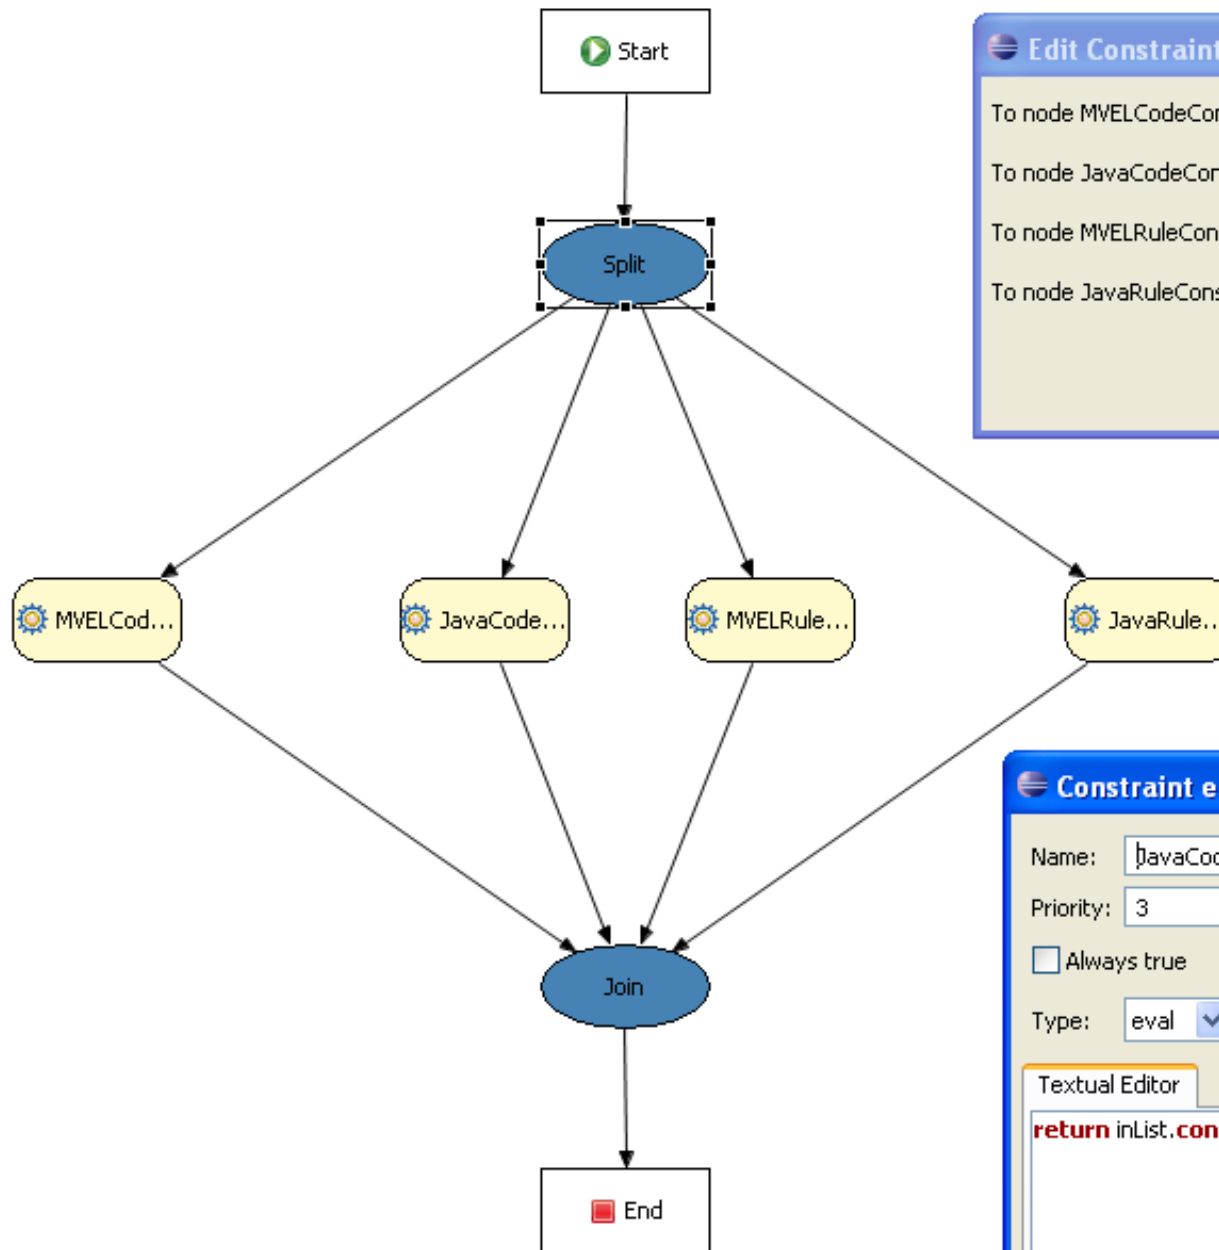 Start
Edit Constraint
To node MVELCodeCon
To node JavaCodeCon
To node MVELRuleCon
To node JavaRuleCons
Split
MVELCod...
JavaCode...
MVELRule...
JavaRule...
Constraint e
Name: JavaCod
Priority: 3
Always true
Type: eval
Textual Editor
return inList.con
Join
End